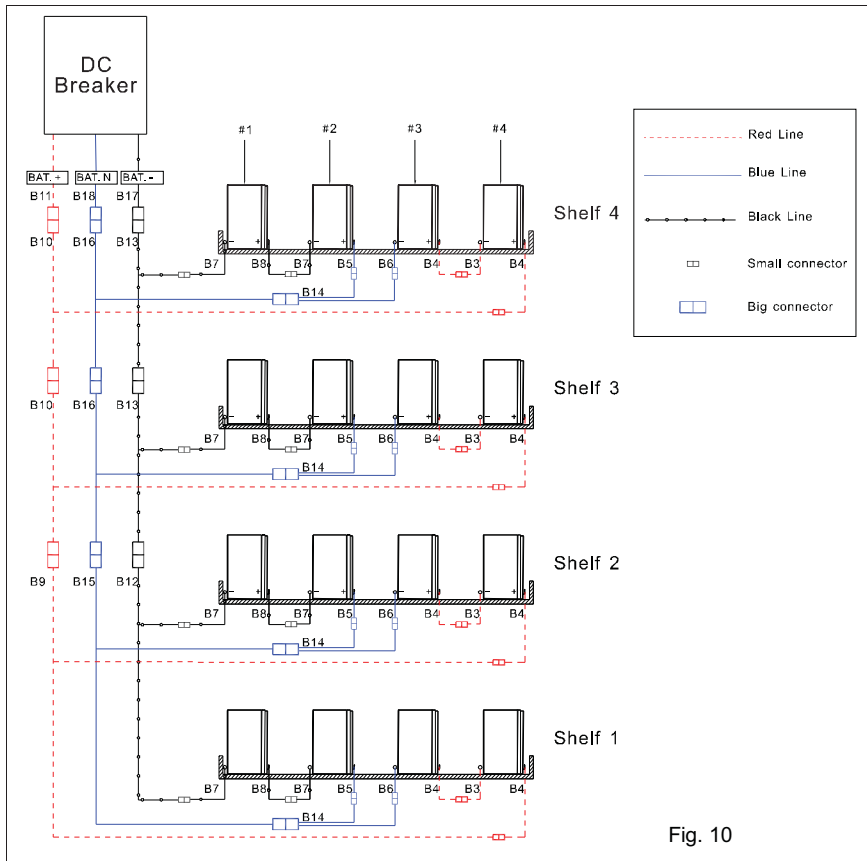 DC
Breaker
BAT. + BAT. N BAT. -
B11 B18 B17
B10 B16 B13
#1 #2 #3 #4
- + - + - + - +
Shelf 4
B7 B8 B7 B5 B6 B4 B3 B4
B14
Red Line
Blue Line
Black Line
Small connector
Big connector
B10 B16 B13
- + - + - + - +
Shelf 3
B7 B8 B7 B5 B6 B4 B3 B4
B14
B9 B15 B12
- + - + - + - +
Shelf 2
B7 B8 B7 B5 B6 B4 B3 B4
B14
- + - + - + - +
Shelf 1
B7 B8 B7 B5 B6 B4 B3 B4
B14
Fig. 10